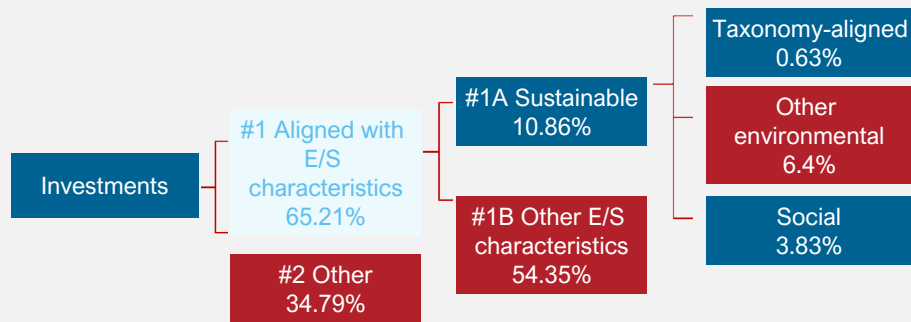 Investments
#1 Aligned with
E/S
characteristics
65.21%
#2 Other
34.79%
#1A Sustainable
10.86%
#1B Other E/S
characteristics
54.35%
Taxonomy-aligned
0.63%
Other
environmental
6.4%
Social
3.83%